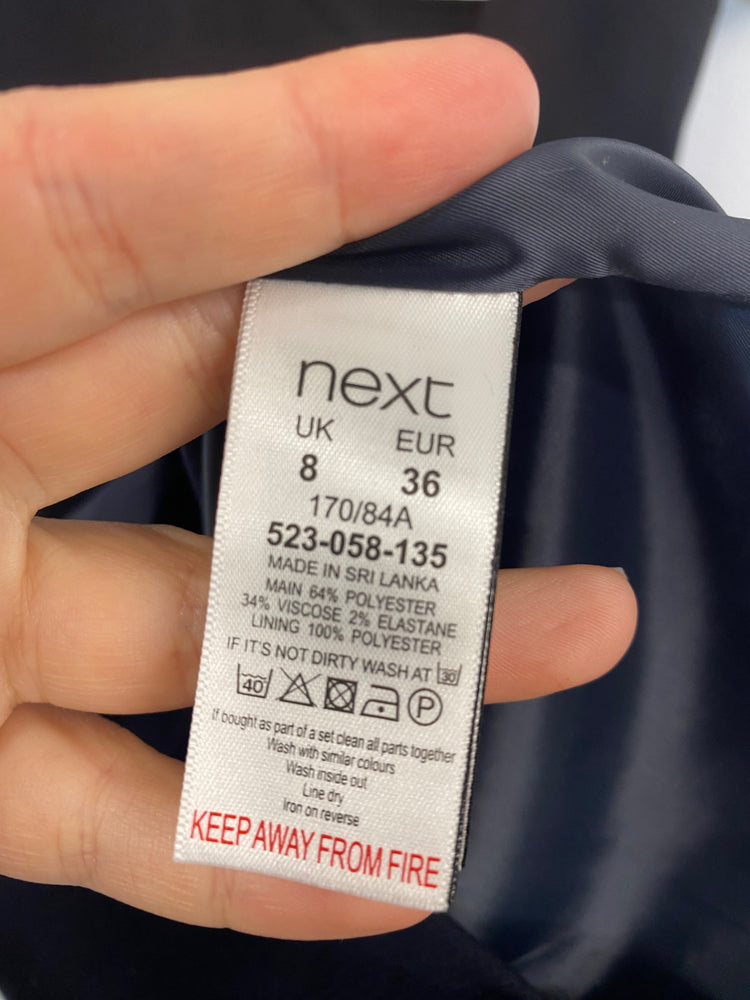 next
UK EUR
8 36
170/84A
523-058-135
MADE IN SRI LANKA
MAIN 64% POLYESTER
34% VISCOSE 2% ELASTANE
LINING 100% POLYESTER
IF IT'S NOT DIRTY WASH AT 30
40 P
If bought as part of a set clean all parts together
Wash with similar colours
Wash inside out
Line dry
Iron on reverse
KEEP AWAY FROM FIRE